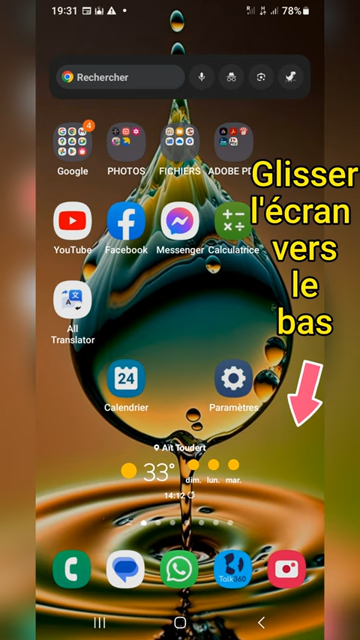 19:31
78%
Rechercher
4
Google
PHOTOS
FICHIERS
ADOBE PD
Glisser
l'écran
vers
le
bas
YouTube
Facebook
Messenger
Calculatrice
All
Translator
24
Calendrier
Paramètres
Aït Toudert
33°
dim.
lun.
mar.
14:12
Talk360